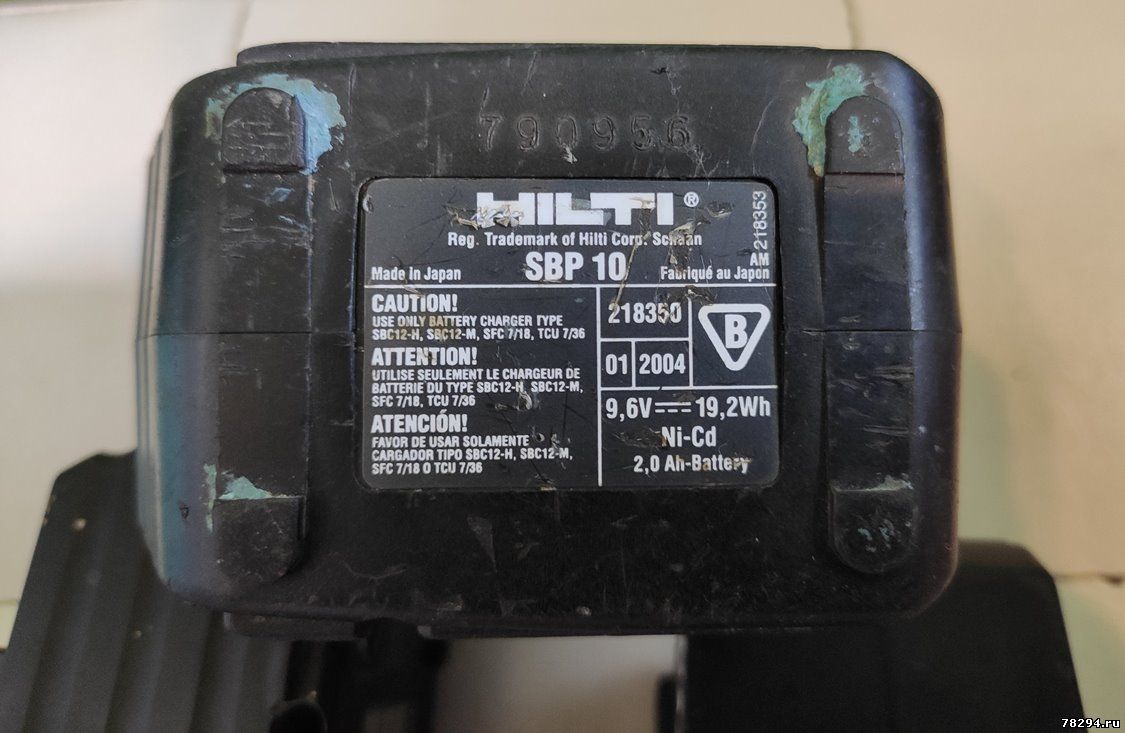 790956
HILTI®
Reg. Trademark of Hilti Corp. Schaan
AM 218353
Made in Japan
SBP 10
Fabriqué au Japon
CAUTION!
USE ONLY BATTERY CHARGER TYPE
SBC12-H, SBC12-M, SFC 7/18, TCU 7/36
ATTENTION!
UTILISE SEULEMENT LE CHARGEUR DE
BATTERIE DU TYPE SBC12-H, SBC12-M,
SFC 7/18, TCU 7/36
ATENCIÓN!
FAVOR DE USAR SOLAMENTE
CARGADOR TIPO SBC12-H, SBC12-M,
SFC 7/18 O TCU 7/36
218350
01 2004
B
9,6V 19,2Wh
Ni-Cd
2,0 Ah-Battery
78294.ru